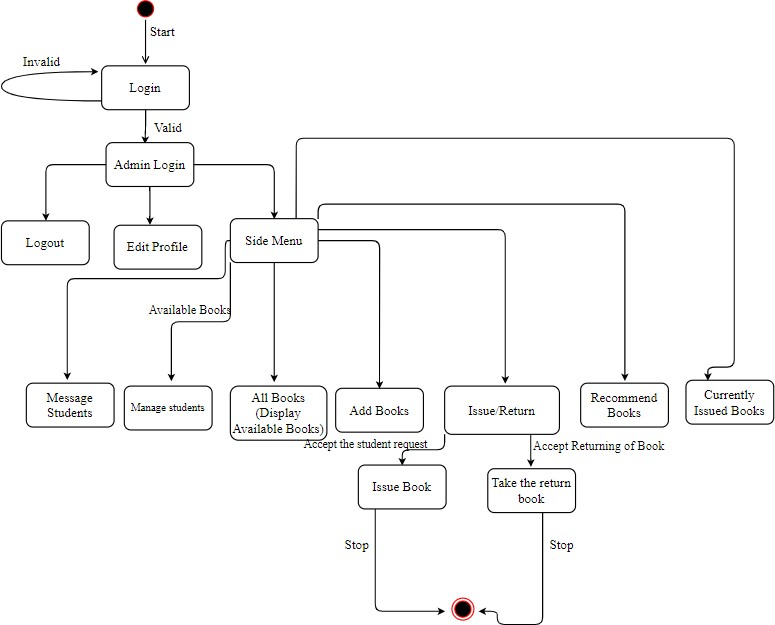 Start
Invalid
Login
Valid
Admin Login
Logout
Edit Profile
Side Menu
Available Books
Message
Students
Manage students
All Books
(Display
Available Books)
Add Books
Issue/Return
Recommend
Books
Currently
Issued Books
Accept the student request
Accept Returning of Book
Issue Book
Take the return
book
Stop
Stop